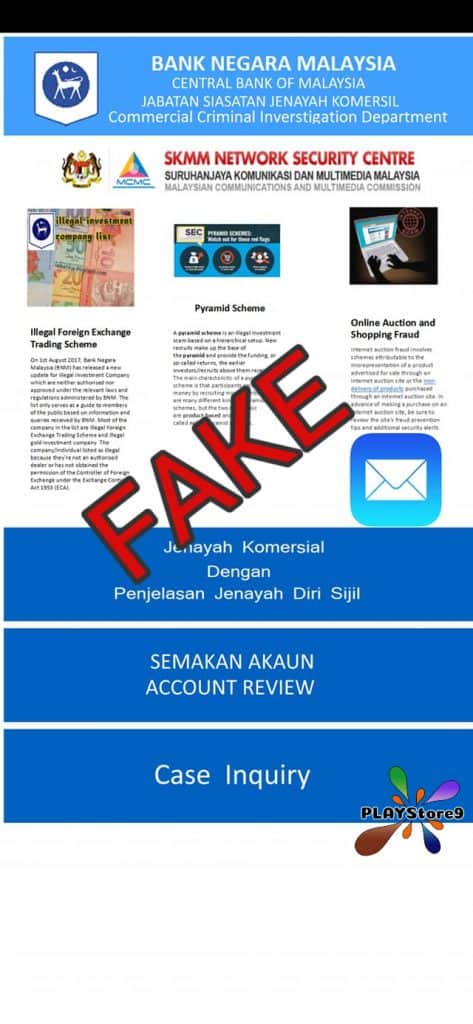 BANK NEGARA MALAYSIA
CENTRAL BANK OF MALAYSIA
JABATAN SIASATAN JENAYAH KOMERSIL
Commercial Criminal Inverstigation Department
MCMC
SKMM NETWORK SECURITY CENTRE
SURUHANJAYA KOMUNIKASI DAN MULTIMEDIA MALAYSIA
MALAYSIAN COMMUNICATIONS AND MULTIMEDIA COMMISSION
illegal investment
company list
SEC
PYRAMID SCHEMES:
Watch out for these red flags
Illegal Foreign Exchange
Trading Scheme
On 1st August 2017, Bank Negara
Malaysia (BNM) has released a new
update for illegal Investment Company
which are neither authorised nor
approved under the relevant laws and
regulations administered by BNM. The
list only serves as a guide to members
of the public based on information and
queries received by BNM. Most of the
company in the list are Illegal Foreign
Exchange Trading Scheme and illegal
gold investment company. The
company/individual listed as illegal
because they're not an authorised
dealer or has not obtained the
permission of the Controller of Foreign
Exchange under the Exchange
Act 1953 (ECA).
Pyramid Scheme
A pyramid scheme is an illegal investment
scam based on a hierarchical setup. New
recruits make up the base of
the pyramid and provide the funding, or
so-called returns, the earlier
investors/recruits above them
The main characteristic of a
scheme is that participants
money by recruiting
are many different
schemes, but the two
are product-based
called
Online Auction and
Shopping Fraud
Internet auction fraud involves
schemes attributable to the
misrepresentation of a product
advertised for sale through an
Internet auction site or the non-
delivery of products purchased
through an Internet auction site. In
advance of making a purchase on an
Internet auction site, be sure to
review the site's fraud prevention
tips and additional security alerts.
FAKE
Jenayah Komersial
Dengan
Penjelasan Jenayah Diri Sijil
SEMAKAN AKAUN
ACCOUNT REVIEW
Case Inquiry
PLAYStore9